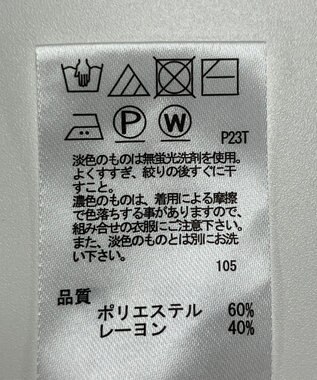 P W P23T
淡色のものは無蛍光洗剤を使用。
よくすすぎ、絞りの後すぐに干
すこと。
濃色のものは、着用による摩擦
で色落ちする事がありますので、
組み合せの衣服にご注意下さい。
また、淡色のものとは別にお洗
い下さい。
105
品質
ポリエステル 60%
レーヨン 40%